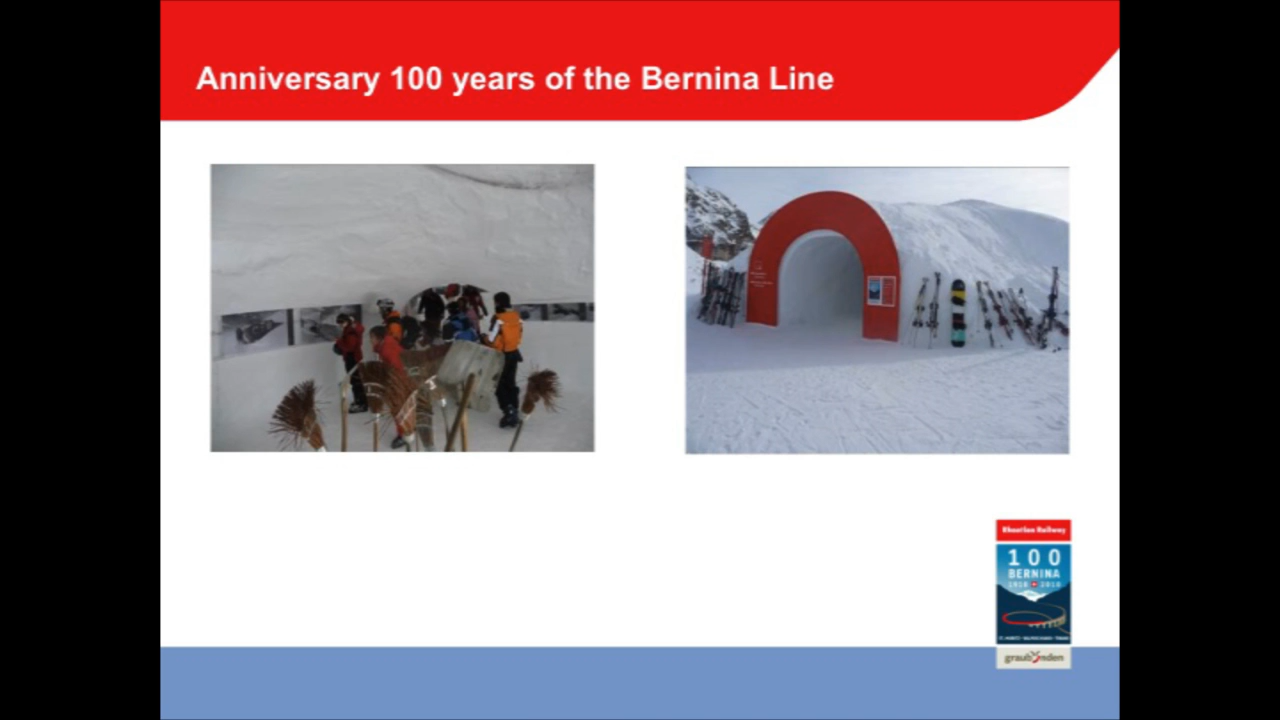 Anniversary 100 years of the Bernina Line
Rhaetian Railway
100
BERNINA
1910 2010
graubünden